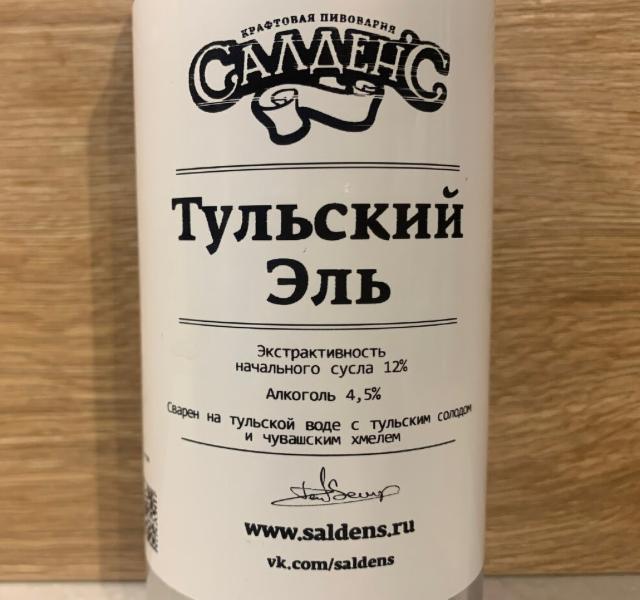 КРАФТОВАЯ ПИВОВАРНЯ
САЛДЕН'С
Тульский
Эль
Экстрактивность
начального сусла 12%
Алкоголь 4,5%
Сварен на тульской воде с тульским солодом
и чувашским хмелем
www.saldens.ru
vk.com/saldens